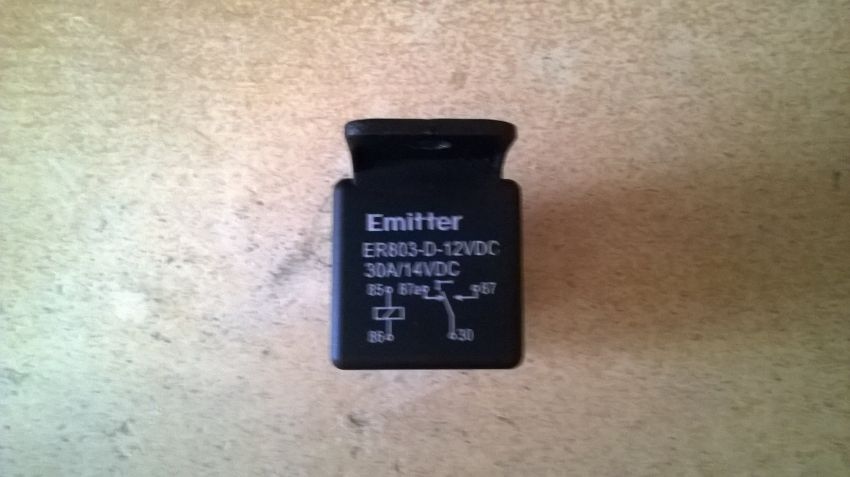 Emitter
ER803-D-12VDC
30A/14VDC
85 87a 87
86 30